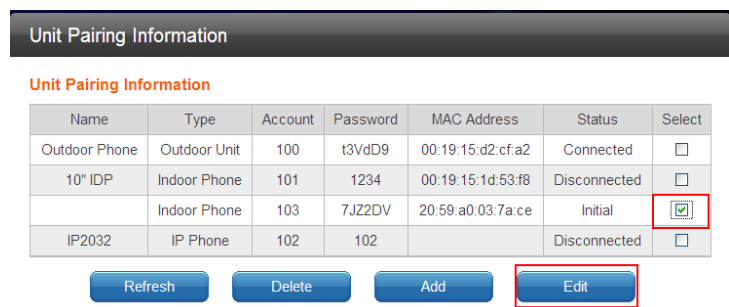 Unit Pairing Information
Unit Pairing Information
Name Type Account Password MAC Address Status Select
Outdoor Phone Outdoor Unit 100 t3VdD9 00:19:15:d2:cf:a2 Connected
10" IDP Indoor Phone 101 1234 00:19:15:1d:53:f8 Disconnected
Indoor Phone 103 7JZ2DV 20:59:a0:03:7a:ce Initial
IP2032 IP Phone 102 102 Disconnected
Refresh Delete Add Edit